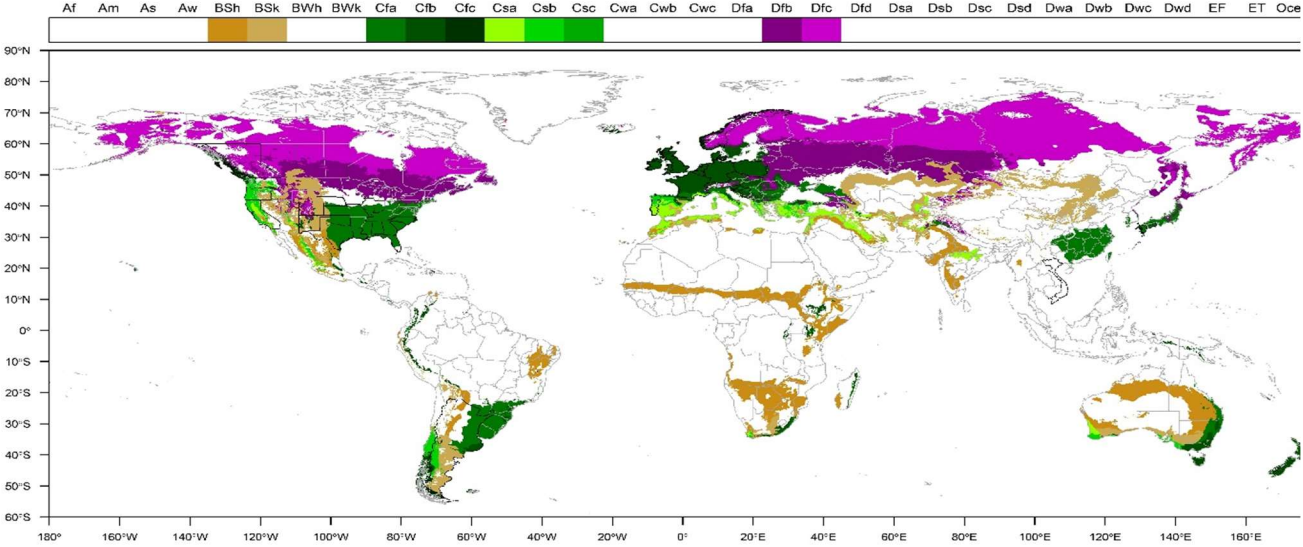 Af Am As Aw BSh BSk BWh BWk Cfa Cfb Cfc Csa Csb Csc Cwa Cwb Cwc Dfa Dfb Dfc Dfd Dsa Dsb Dsc Dsd Dwa Dwb Dwc Dwd EF ET Oce
90°N
80°N
70°N
60°N
50°N
40°N
30°N
20°N
10°N
0°
10°S
20°S
30°S
40°S
50°S
60°S
180° 160°W 140°W 120°W 100°W 80°W 60°W 40°W 20°W 0° 20°E 40°E 60°E 80°E 100°E 120°E 140°E 160°E